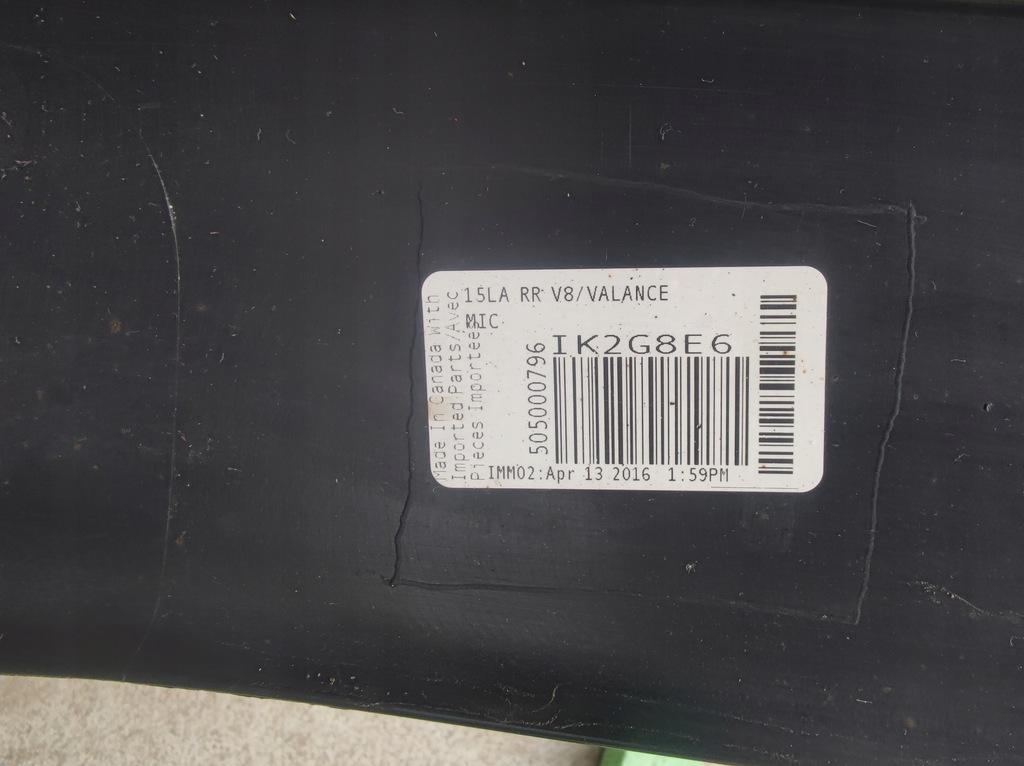 15LA RR V8/VALANCE
MIC
IK2G8E6
505000796
IMM02:Apr 13 2016 1:59PM
Made In Canada With
Imported Parts/Avec
Pieces Importees